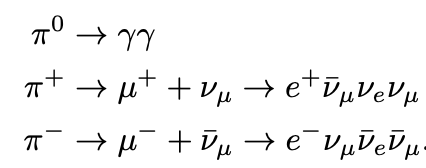 π⁰ → γγ
π⁺ → μ⁺ + ν_μ → e⁺ν̄_μν_eν_μ
π⁻ → μ⁻ + ν̄_μ → e⁻ν_μν̄_eν̄_μ.